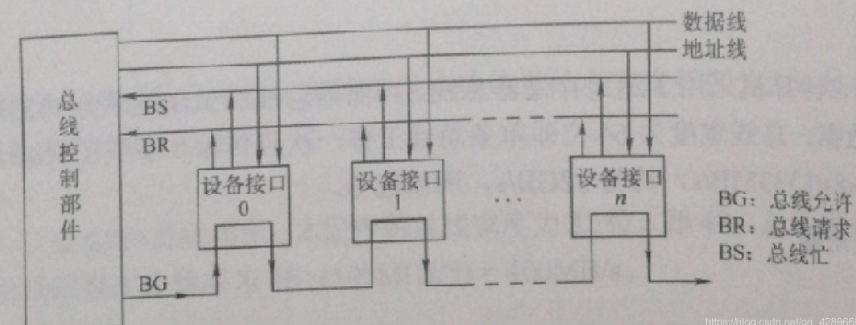 数据线
地址线
总线控制部件
BS
BR
设备接口
0
设备接口
1
...
设备接口
n
BG
BG：总线允许
BR：总线请求
BS：总线忙
https://blog.csdn.net/qq_4289668